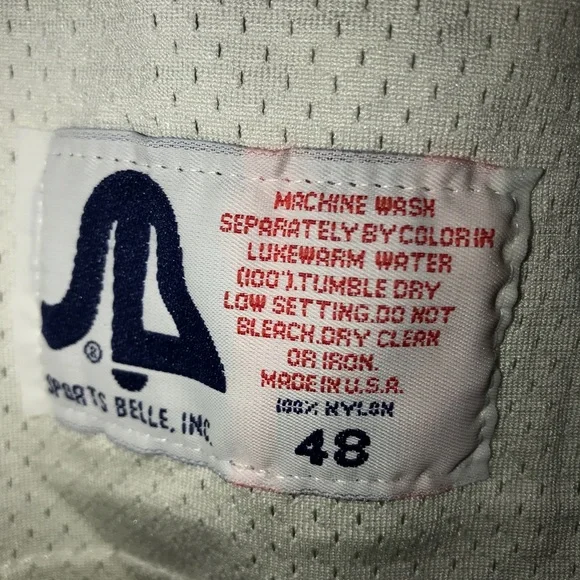 MACHINE WASH
SEPARATELY BY COLOR IN
LUKEWARM WATER
(100°). TUMBLE DRY
LOW SETTING. DO NOT
BLEACH. DRY CLEAN
OR IRON.
MADE IN U.S.A.
100% NYLON
48
®
SPORTS BELLE, INC.